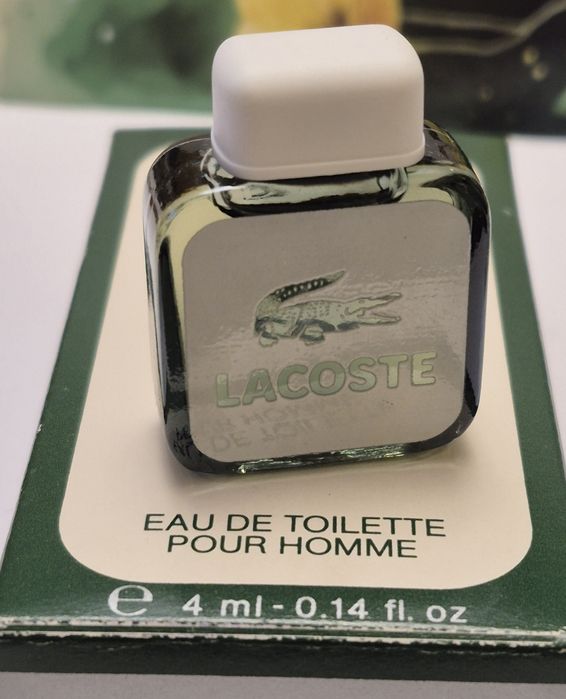 LACOSTE
EAU DE TOILETTE
POUR HOMME
e 4 ml - 0.14 fl. oz